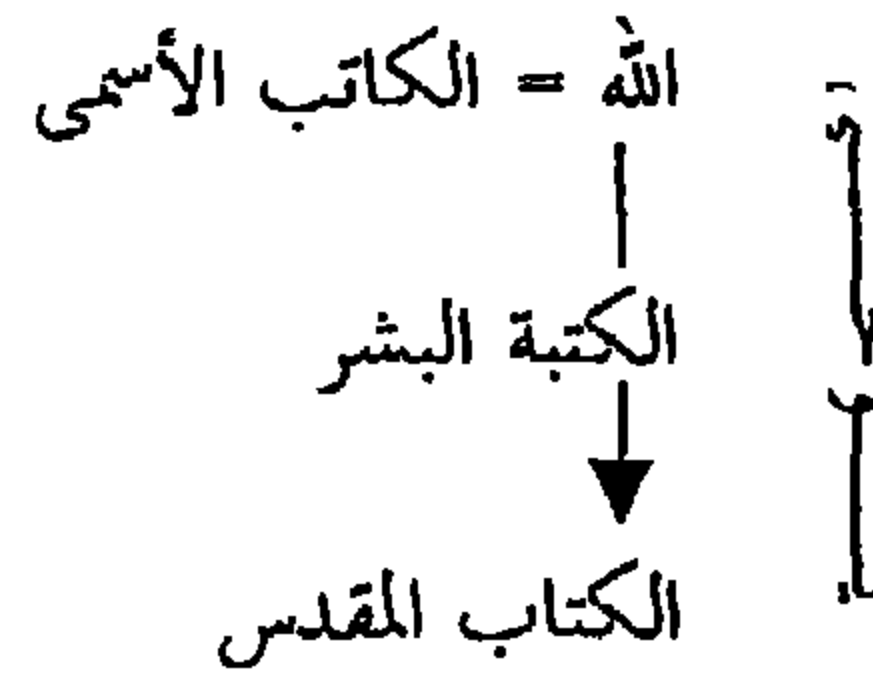 الله = الكاتب الأسمى
الكتبة البشر
الكتاب المقدس